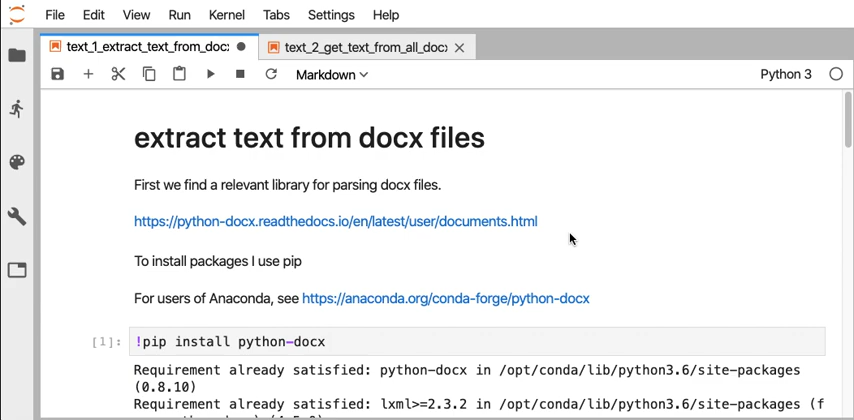 File Edit View Run Kernel Tabs Settings Help
text_1_extract_text_from_doc: text_2_get_text_from_all_doc
Markdown Python 3
extract text from docx files
First we find a relevant library for parsing docx files.
https://python-docx.readthedocs.io/en/latest/user/documents.html
To install packages I use pip
For users of Anaconda, see https://anaconda.org/conda-forge/python-docx
[1]: !pip install python-docx
Requirement already satisfied: python-docx in /opt/conda/lib/python3.6/site-packages
(0.8.10)
Requirement already satisfied: lxml>=2.3.2 in /opt/conda/lib/python3.6/site-packages (f